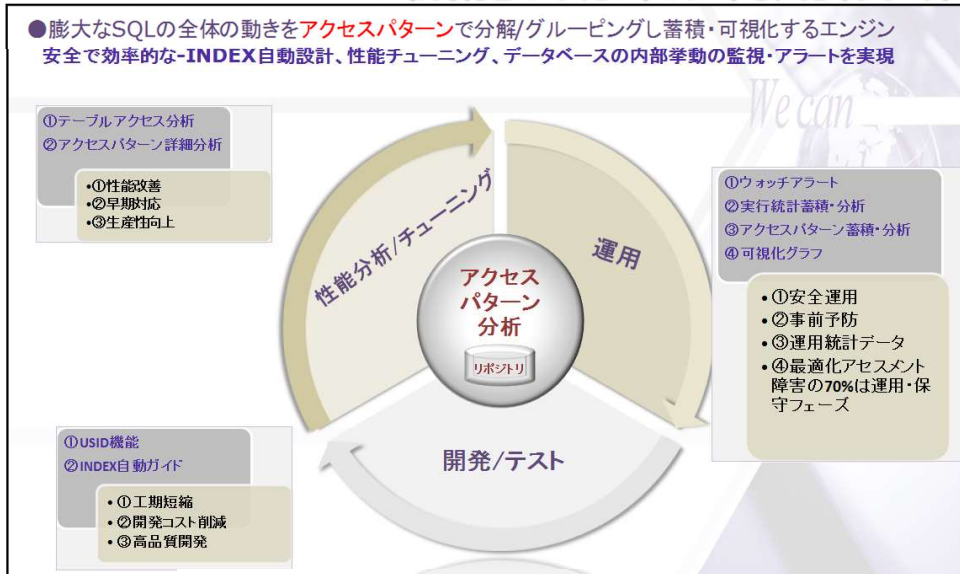 ●膨大なSQLの全体の動きをアクセスパターンで分解/グルーピングし蓄積・可視化するエンジン
安全で効率的な-INDEX自動設計、性能チューニング、データベースの内部挙動の監視・アラートを実現
We can
①テーブルアクセス分析
②アクセスパターン詳細分析
•①性能改善
•②早期対応
•③生産性向上
性能分析/チューニング
運用
アクセス
パターン
分析
リポジトリ
開発/テスト
①ウォッチアラート
②実行統計蓄積・分析
③アクセスパターン蓄積・分析
④可視化グラフ
•①安全運用
•②事前予防
•③運用統計データ
•④最適化アセスメント
障害の70%は運用・保
守フェーズ
①USID機能
②INDEX自動ガイド
•①工期短縮
•②開発コスト削減
•③高品質開発